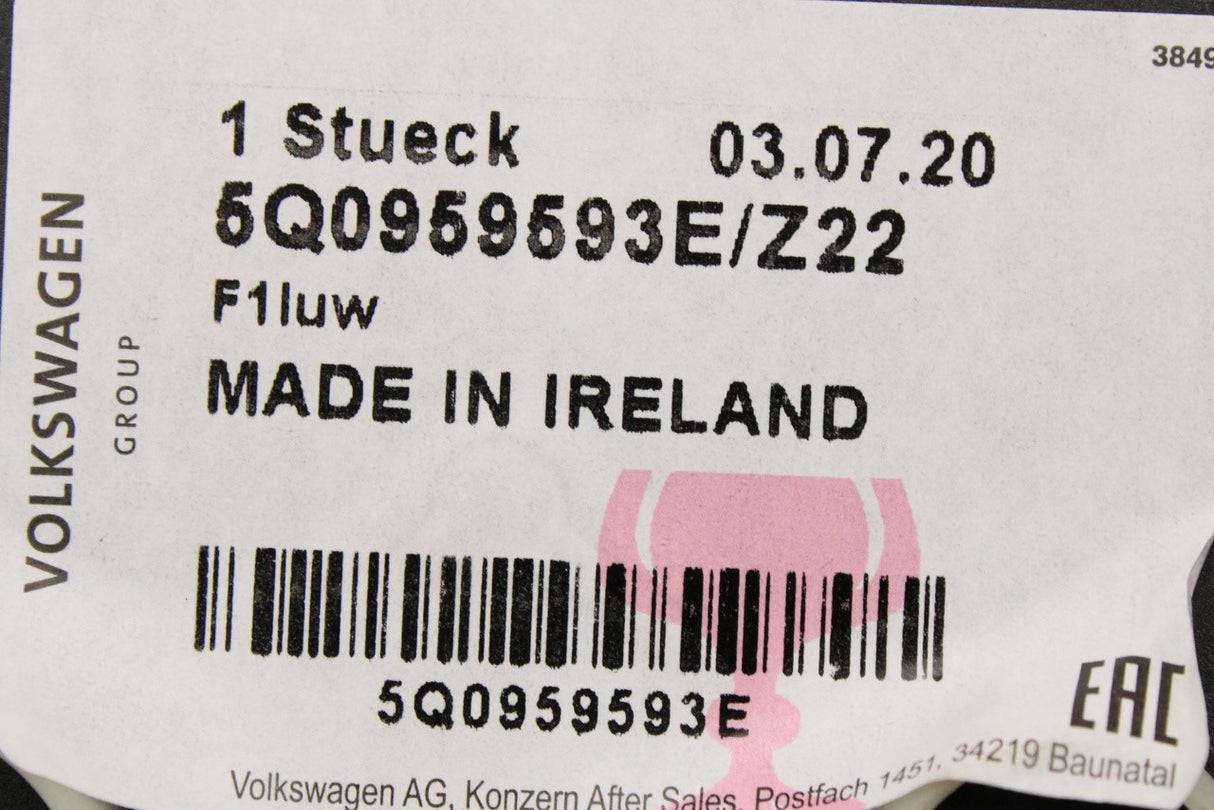 3849
1 Stueck 03.07.20
5Q0959593E/Z22
F1luw
MADE IN IRELAND
VOLKSWAGEN
GROUP
5Q0959593E
EAC
Volkswagen AG, Konzern After Sales, Postfach 1451, 34219 Baunatal